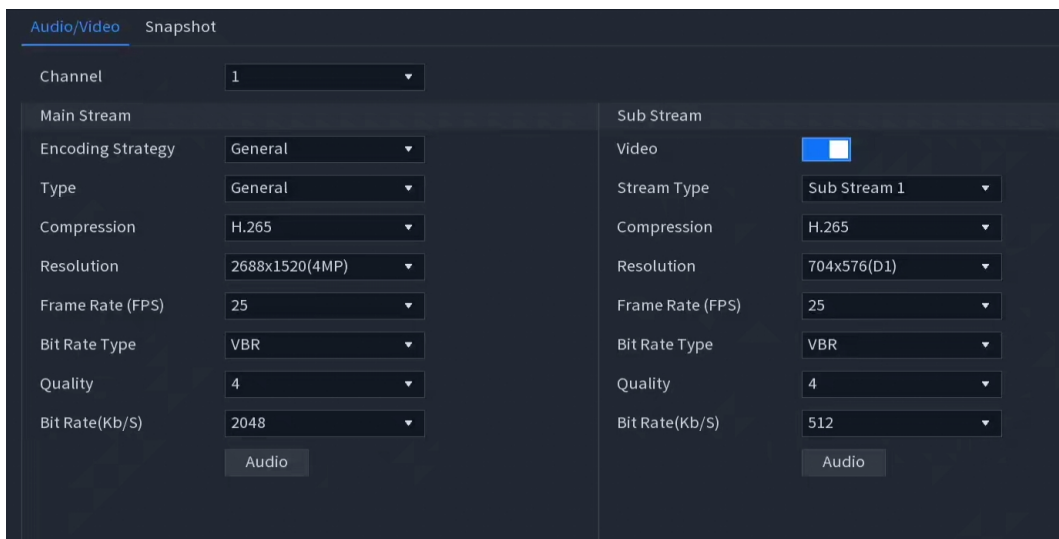 Audio/Video Snapshot
Channel 1
Main Stream Sub Stream
Encoding Strategy General Video
Type General Stream Type Sub Stream 1
Compression H.265 Compression H.265
Resolution 2688x1520(4MP) Resolution 704x576(D1)
Frame Rate (FPS) 25 Frame Rate (FPS) 25
Bit Rate Type VBR Bit Rate Type VBR
Quality 4 Quality 4
Bit Rate(Kb/S) 2048 Bit Rate(Kb/S) 512
Audio Audio